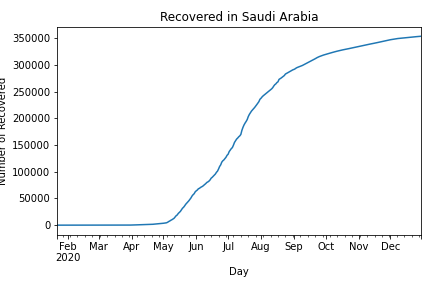 Recovered in Saudi Arabia
Number of Recovered
350000
300000
250000
200000
150000
100000
50000
0
Feb Mar Apr May Jun Jul Aug Sep Oct Nov Dec
2020
Day